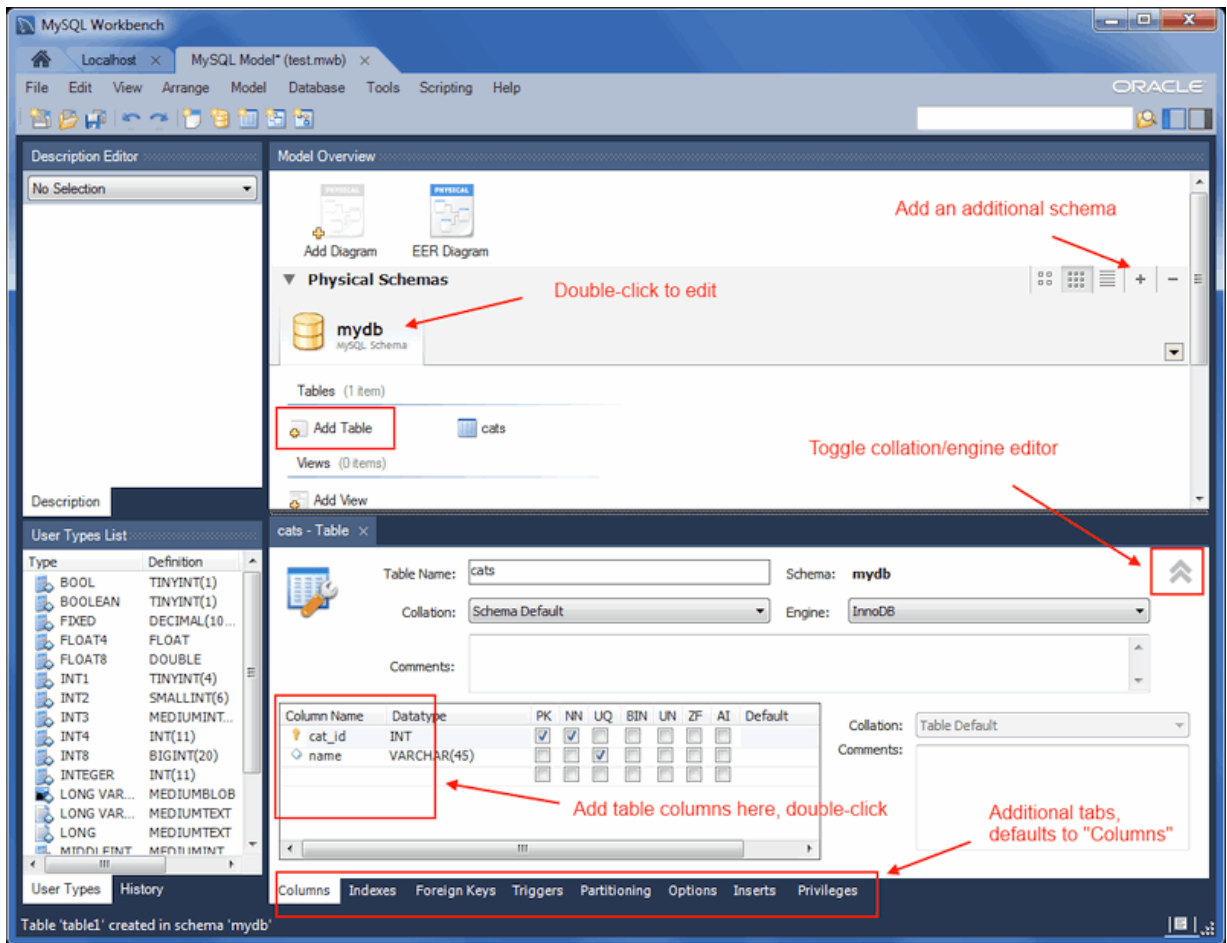 MySQL Workbench
Localhost
MySQL Model* (test.mwb)
File Edit View Arrange Model Database Tools Scripting Help
ORACLE
Description Editor
No Selection
Description
Model Overview
PHYSICAL
PHYSICAL
Add Diagram
EER Diagram
Add an additional schema
Physical Schemas
Double-click to edit
mydb
MySQL Schema
Tables (1 item)
Add Table
cats
Toggle collation/engine editor
Views (0 items)
Add View
User Types List
Type Definition
BOOL TINYINT(1)
BOOLEAN TINYINT(1)
FIXED DECIMAL(10...
FLOAT4 FLOAT
FLOAT8 DOUBLE
INT1 TINYINT(4)
INT2 SMALLINT(6)
INT3 MEDIUMINT...
INT4 INT(11)
INT8 BIGINT(20)
INTEGER INT(11)
LONG VAR... MEDIUMBLOB
LONG VAR... MEDIUMTEXT
LONG MEDIUMTEXT
MIDDLEINT MEDIUMINT
User Types History
cats - Table
Table Name: cats
Schema: mydb
Collation: Schema Default
Engine: InnoDB
Comments:
Column Name Datatype PK NN UQ BIN UN ZF AI Default
cat_id INT
name VARCHAR(45)
Collation: Table Default
Comments:
Add table columns here, double-click
Additional tabs,
defaults to "Columns"
Columns Indexes Foreign Keys Triggers Partitioning Options Inserts Privileges
Table 'table1' created in schema 'mydb'